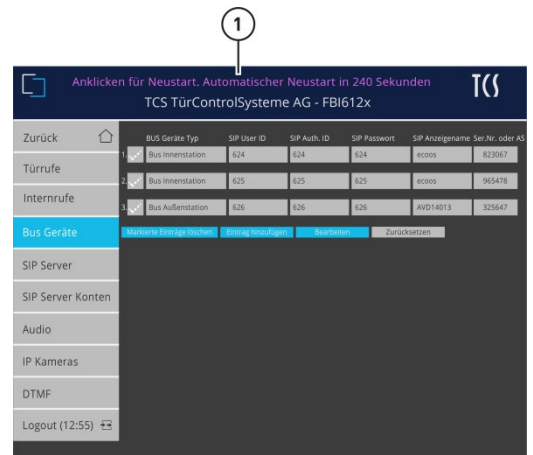 1
Anklicken für Neustart. Automatischer Neustart in 240 Sekunden
TCS TürControlSysteme AG - FBI612x
TCS
Zurück
Türrufe
Internrufe
Bus Geräte
SIP Server
SIP Server Konten
Audio
IP Kameras
DTMF
Logout (12:55)
BUS Geräte Typ SIP User ID SIP Auth. ID SIP Passwort SIP Anzeigename Ser.Nr. oder AS
1. Bus Innenstation 624 624 624 ecoos 823067
2. Bus Innenstation 625 625 625 ecoos 965478
3. Bus Außenstation 626 626 626 AVD14013 325647
Markierte Einträge löschen Eintrag hinzufügen Bearbeiten Zurücksetzen